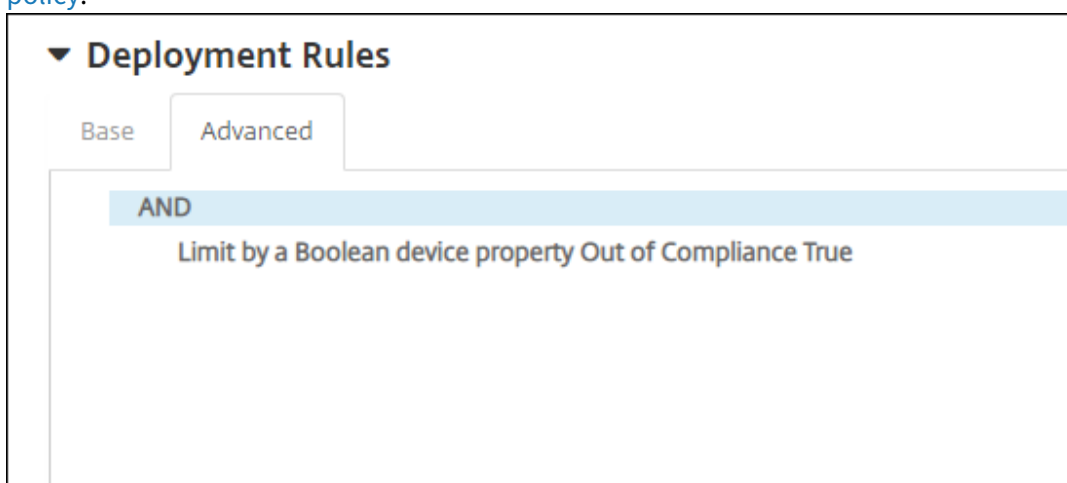 policy.
Deployment Rules
Base
Advanced
AND
Limit by a Boolean device property Out of Compliance True